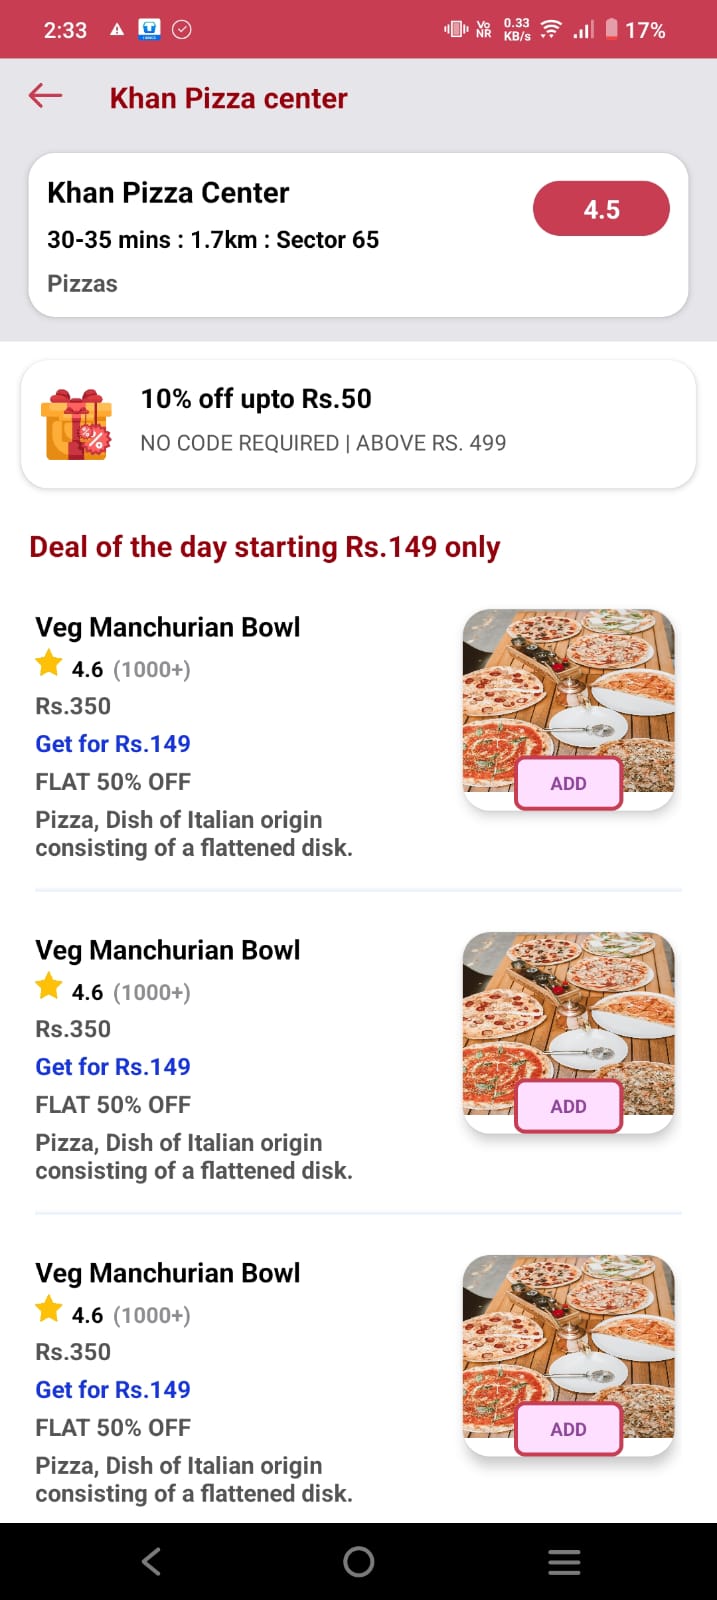 2:33
Vo
NR
0.33
KB/s
17%
Khan Pizza center
Khan Pizza Center
4.5
30-35 mins : 1.7km : Sector 65
Pizzas
10% off upto Rs.50
NO CODE REQUIRED | ABOVE RS. 499
Deal of the day starting Rs.149 only
Veg Manchurian Bowl
4.6 (1000+)
Rs.350
Get for Rs.149
FLAT 50% OFF
ADD
Pizza, Dish of Italian origin
consisting of a flattened disk.
Veg Manchurian Bowl
4.6 (1000+)
Rs.350
Get for Rs.149
FLAT 50% OFF
ADD
Pizza, Dish of Italian origin
consisting of a flattened disk.
Veg Manchurian Bowl
4.6 (1000+)
Rs.350
Get for Rs.149
FLAT 50% OFF
ADD
Pizza, Dish of Italian origin
consisting of a flattened disk.